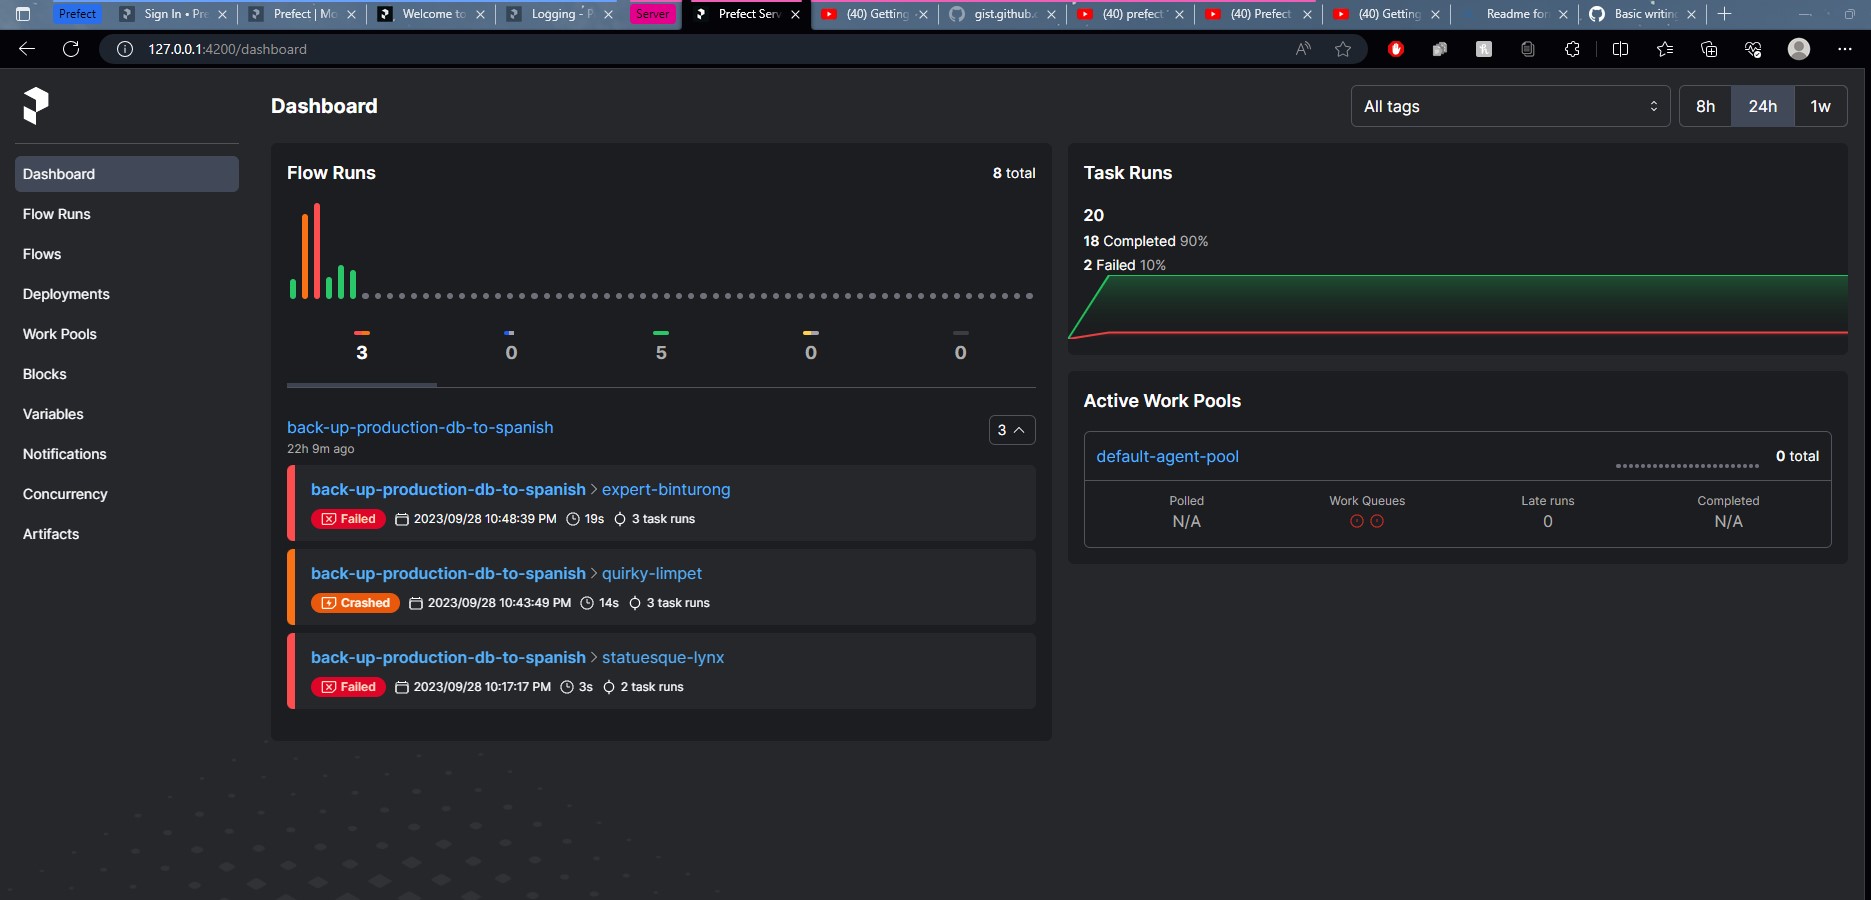 Prefect
Sign In • Pre
Prefect | Mo
Welcome to
Logging - P
Server
Prefect Serv
(40) Getting
gist.github.c
(40) prefect
(40) Prefect
(40) Getting
Readme for
Basic writing
127.0.0.1:4200/dashboard
Dashboard
Flow Runs
Flows
Deployments
Work Pools
Blocks
Variables
Notifications
Concurrency
Artifacts
Dashboard
All tags
8h 24h 1w
Flow Runs
8 total
3 0 5 0 0
back-up-production-db-to-spanish
22h 9m ago
3
back-up-production-db-to-spanish > expert-binturong
Failed 2023/09/28 10:48:39 PM 19s 3 task runs
back-up-production-db-to-spanish > quirky-limpet
Crashed 2023/09/28 10:43:49 PM 14s 3 task runs
back-up-production-db-to-spanish > statuesque-lynx
Failed 2023/09/28 10:17:17 PM 3s 2 task runs
Task Runs
20
18 Completed 90%
2 Failed 10%
Active Work Pools
default-agent-pool
0 total
Polled Work Queues Late runs Completed
N/A 0 N/A